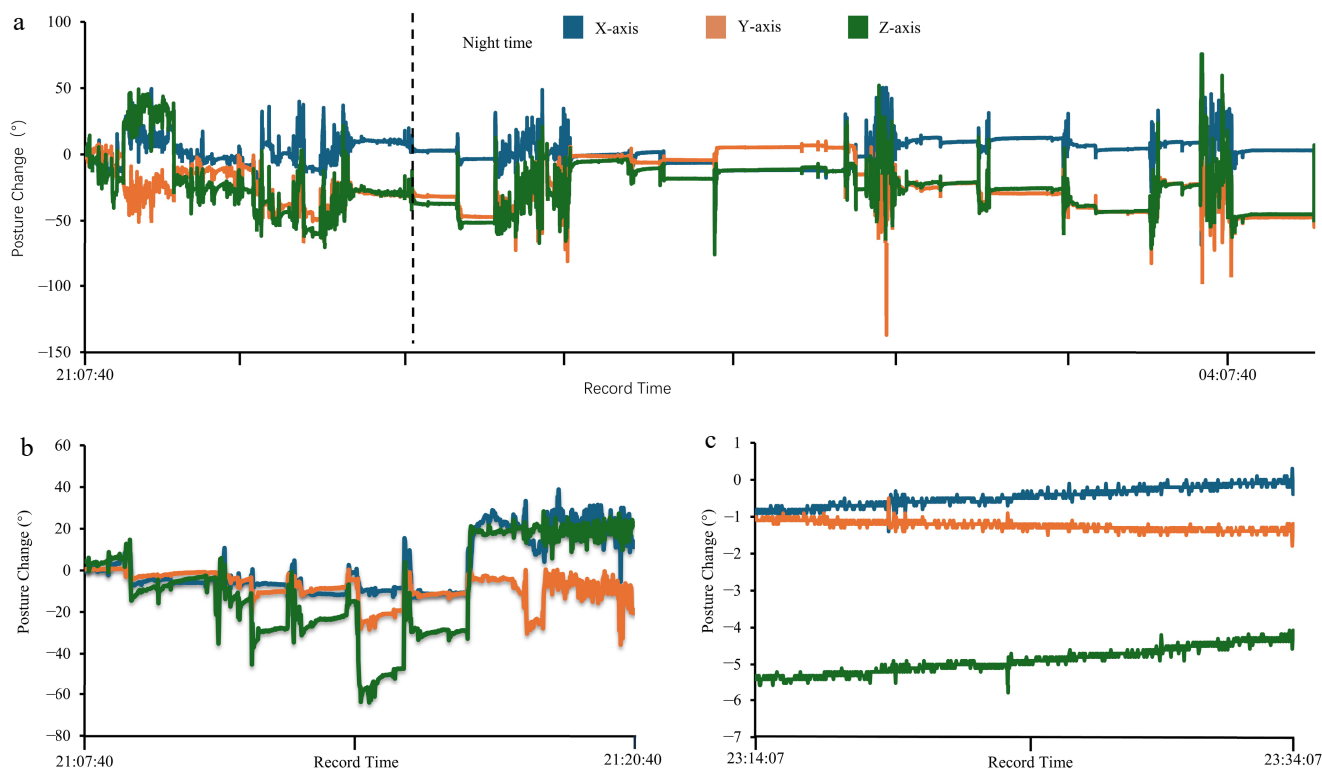 a
100
50
0
−50
−100
−150
Posture Change (°)
Night time
X-axis
Y-axis
Z-axis
21:07:40
04:07:40
Record Time
b
60
40
20
0
−20
−40
−60
−80
Posture Change (°)
21:07:40
Record Time
21:20:40
c
1
0
−1
−2
−3
−4
−5
−6
−7
Posture Change (°)
23:14:07
Record Time
23:34:07